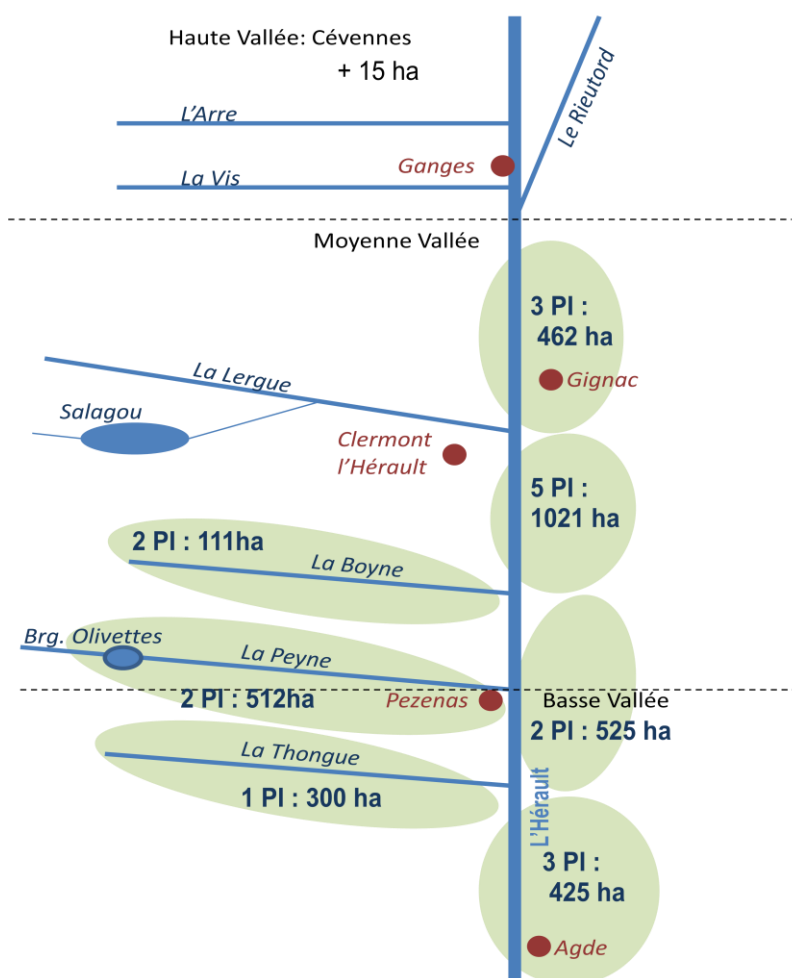 Haute Vallée: Cévennes
+ 15 ha
Le Rieutord
L'Arre
Ganges
La Vis
Moyenne Vallée
3 PI :
462 ha
Gignac
La Lergue
Salagou
Clermont
l'Hérault
5 PI :
1021 ha
2 PI : 111ha
La Boyne
Brg. Olivettes
La Peyne
2 PI : 512ha
Pezenas
Basse Vallée
2 PI : 525 ha
La Thongue
1 PI : 300 ha
L'Hérault
3 PI :
425 ha
Agde